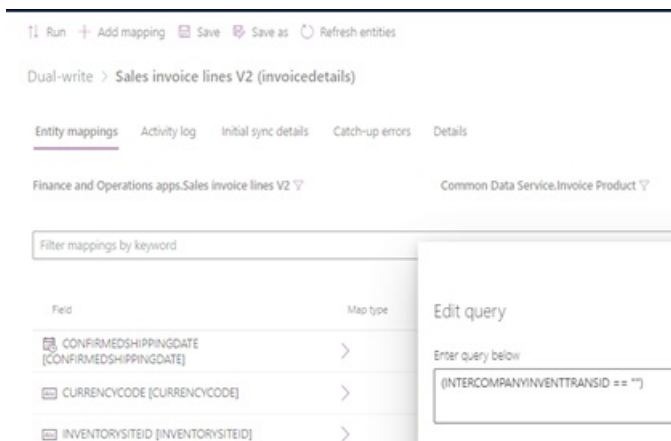 Run Add mapping Save Save as Refresh entities
Dual-write > Sales invoice lines V2 (invoicedetails)
Entity mappings Activity log Initial sync details Catch-up errors Details
Finance and Operations apps.Sales invoice lines V2 Common Data Service.Invoice Product
Filter mappings by keyword
Field Map type
Edit query
Enter query below
(INTERCOMPANYINVENTTRANSID == "")
CONFIRMEDSHIPPINGDATE
[CONFIRMEDSHIPPINGDATE]
CURRENCYCODE [CURRENCYCODE]
INVENTORYSITEID [INVENTORYSITEID]